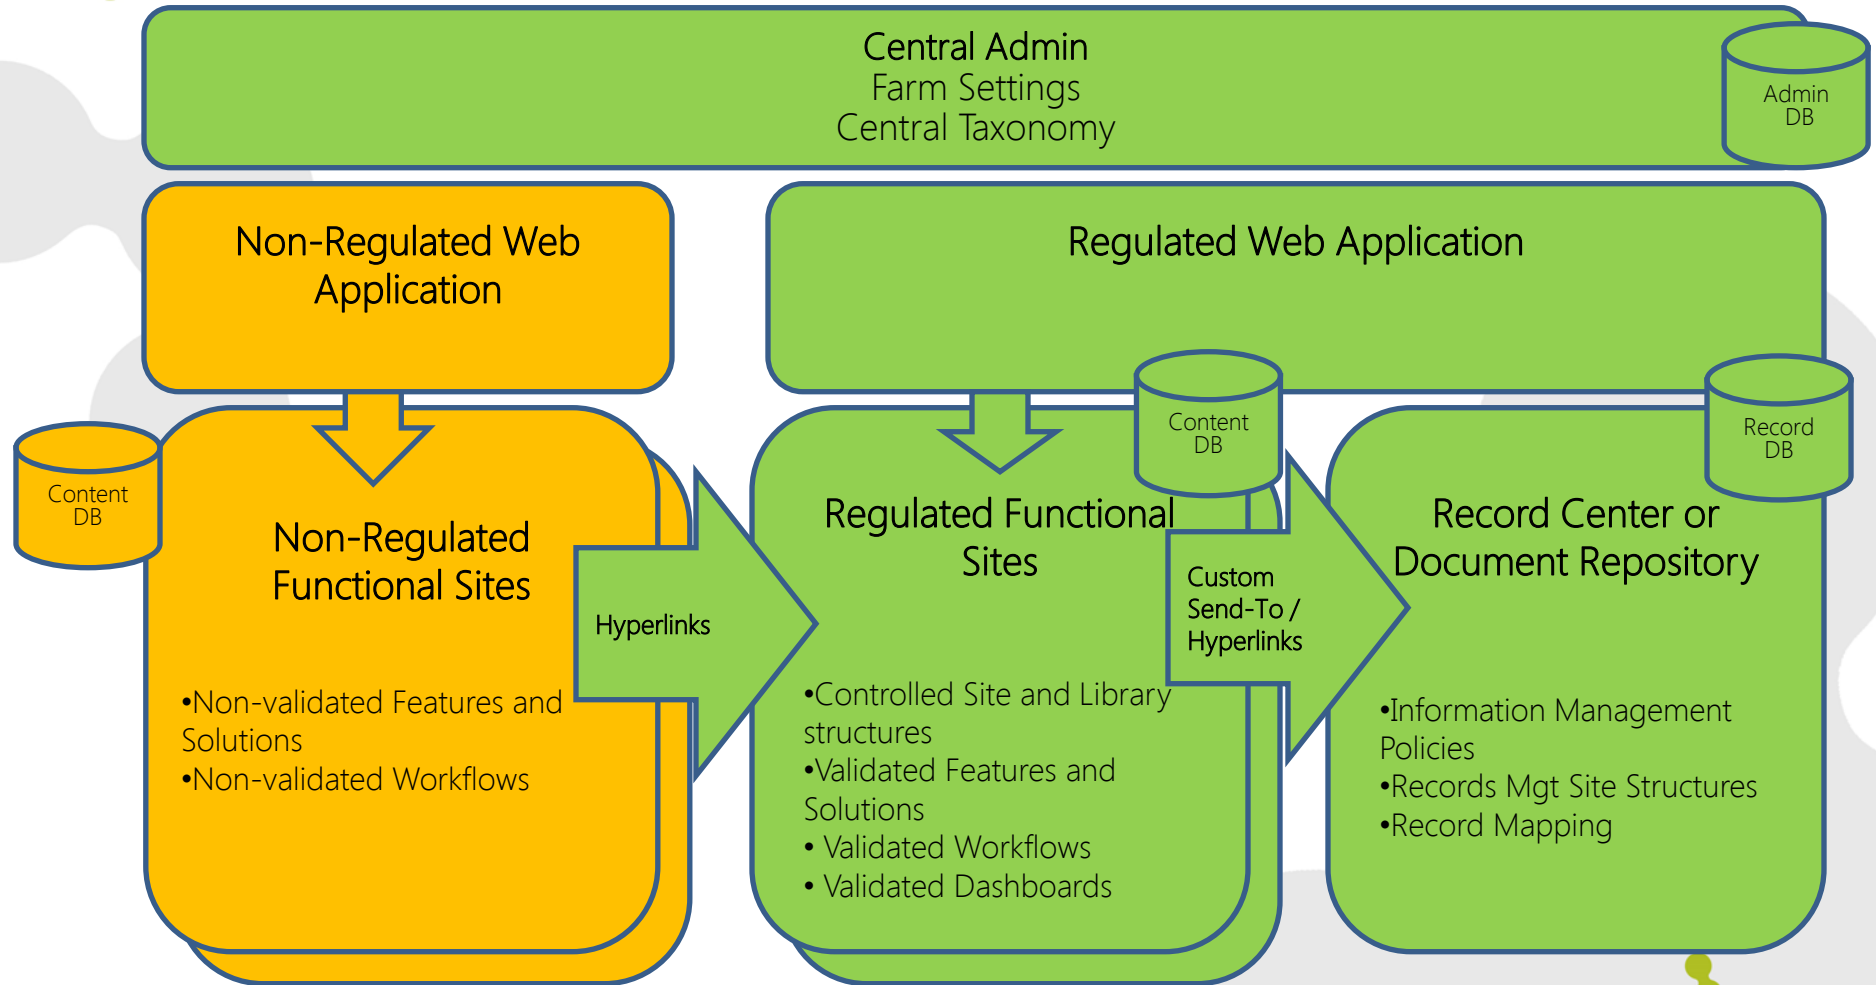 Central Admin
Farm Settings
Central Taxonomy
Admin
DB
Non-Regulated Web
Application
Regulated Web Application
Content
DB
Non-Regulated
Functional Sites
•Non-validated Features and
Solutions
•Non-validated Workflows
Hyperlinks
Content
DB
Regulated Functional
Sites
•Controlled Site and Library
structures
•Validated Features and
Solutions
• Validated Workflows
• Validated Dashboards
Custom
Send-To /
Hyperlinks
Record
DB
Record Center or
Document Repository
•Information Management
Policies
•Records Mgt Site Structures
•Record Mapping